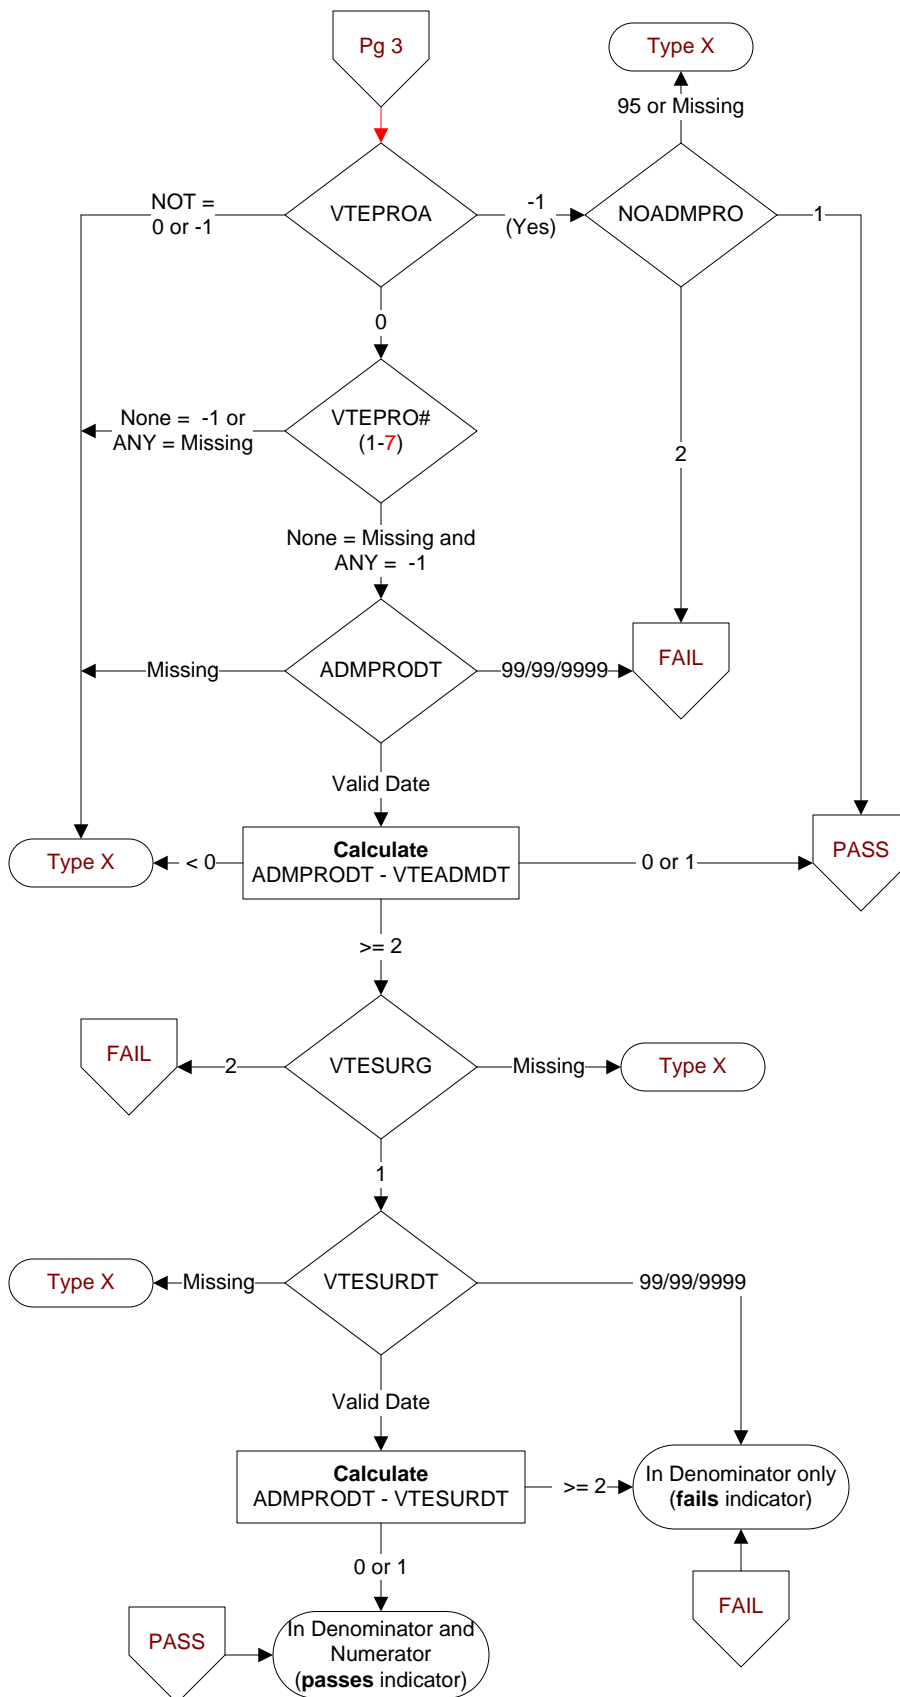 Pg 3
Type X
95 or Missing
NOT =
0 or -1
VTEPROA
-1
(Yes)
NOADMPRO
1
0
None =  -1 or
ANY = Missing
VTEPRO#
(1-7)
2
None = Missing and
ANY =  -1
Missing
ADMPRODT
99/99/9999
FAIL
Valid Date
Type X
< 0
Calculate
ADMPRODT - VTEADMDT
0 or 1
PASS
>= 2
FAIL
2
VTESURG
Missing
Type X
1
Type X
Missing
VTESURDT
99/99/9999
Valid Date
Calculate
ADMPRODT - VTESURDT
>= 2
In Denominator only
(fails indicator)
0 or 1
FAIL
PASS
In Denominator and
Numerator
(passes indicator)